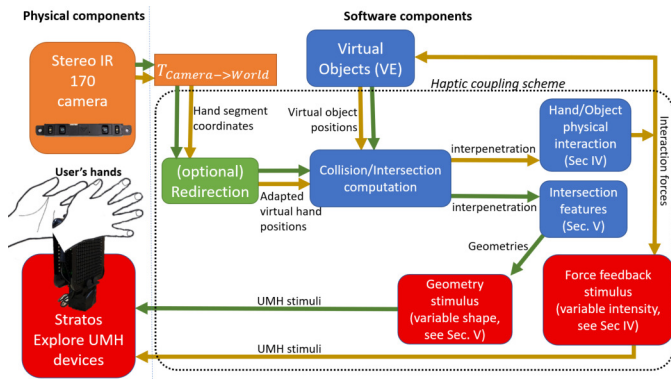 Physical components
Software components
Stereo IR
170
camera
T_{Camera->World}
Virtual
Objects (VE)
Haptic coupling scheme
Hand segment
coordinates
Virtual object
positions
Hand/Object
physical
interaction
(Sec IV)
Interaction
forces
User's hands
(optional)
Redirection
Collision/Intersection
computation
interpenetration
Adapted
virtual hand
positions
interpenetration
Intersection
features
(Sec. V)
Geometries
Stratos
Explore UMH
devices
UMH stimuli
Geometry
stimulus
(variable shape,
see Sec. V)
Force feedback
stimulus
(variable intensity,
see Sec IV)
UMH stimuli